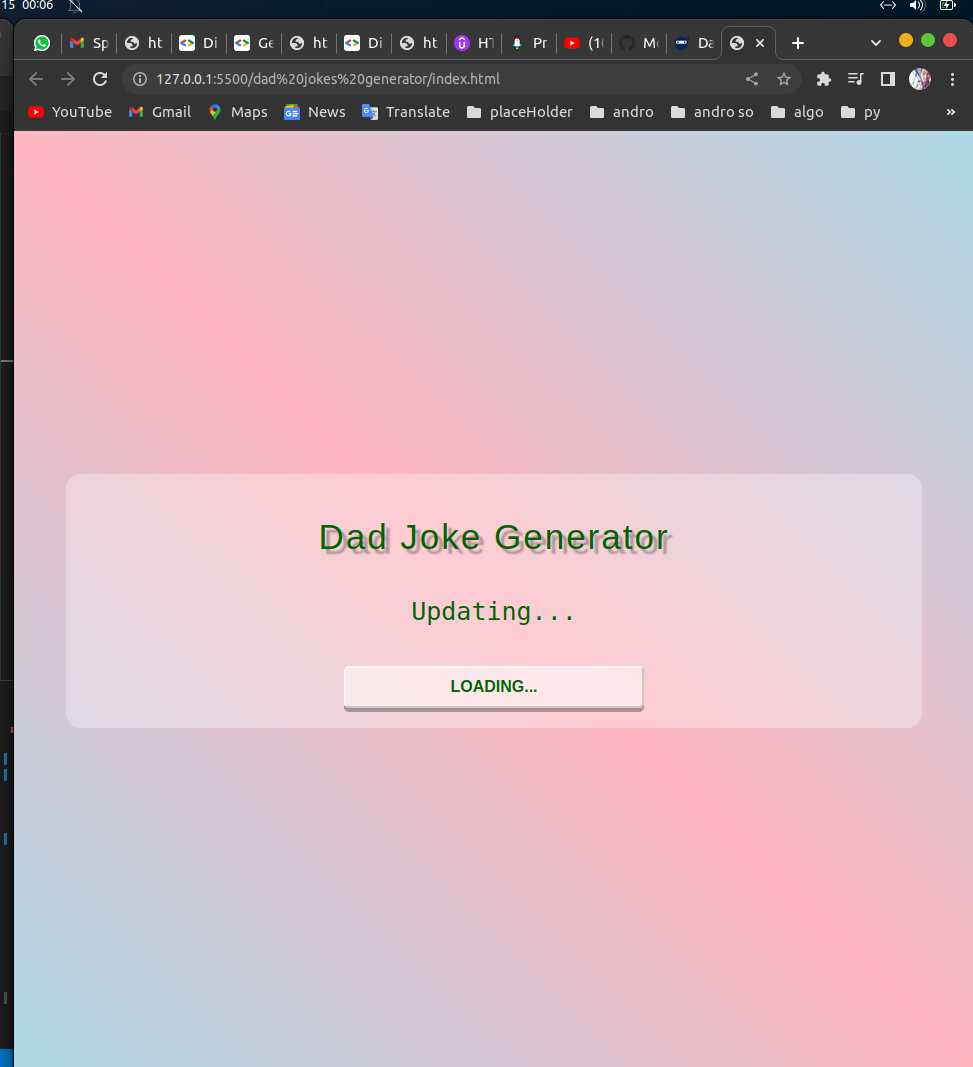 15 00:06
Sp ht Di Ge ht Di ht HT Pr (1 M Da
127.0.0.1:5500/dad%20jokes%20generator/index.html
YouTube Gmail Maps News Translate placeHolder andro andro so algo py »
Dad Joke Generator
Updating...
LOADING...